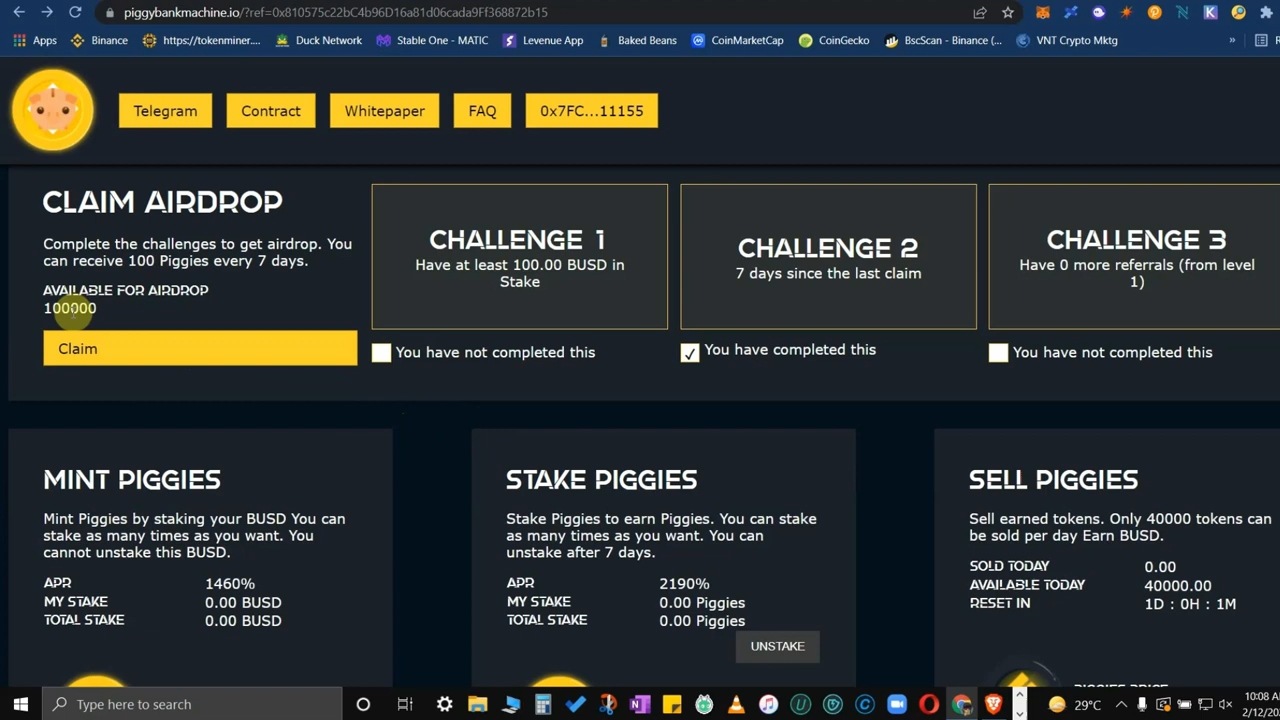 piggybankmachine.io/?ref=0x810575c22bC4b96D16a81d06cada9Ff368872b15
Apps Binance https://tokenminer.... Duck Network Stable One - MATIC Levenue App Baked Beans CoinMarketCap CoinGecko BscScan - Binance (... VNT Crypto Mktg »
Telegram Contract Whitepaper FAQ 0x7FC...11155
CLAIM AIRDROP
Complete the challenges to get airdrop. You
can receive 100 Piggies every 7 days.
AVAILABLE FOR AIRDROP
100000
Claim
CHALLENGE 1
Have at least 100.00 BUSD in
Stake
You have not completed this
CHALLENGE 2
7 days since the last claim
You have completed this
CHALLENGE 3
Have 0 more referrals (from level
1)
You have not completed this
MINT PIGGIES
Mint Piggies by staking your BUSD You can
stake as many times as you want. You
cannot unstake this BUSD.
APR 1460%
MY STAKE 0.00 BUSD
TOTAL STAKE 0.00 BUSD
STAKE PIGGIES
Stake Piggies to earn Piggies. You can stake
as many times as you want. You can
unstake after 7 days.
APR 2190%
MY STAKE 0.00 Piggies
TOTAL STAKE 0.00 Piggies
UNSTAKE
SELL PIGGIES
Sell earned tokens. Only 40000 tokens can
be sold per day Earn BUSD.
SOLD TODAY 0.00
AVAILABLE TODAY 40000.00
RESET IN 1D : 0H : 1M
Type here to search
29°C
10:08 A
2/12/20